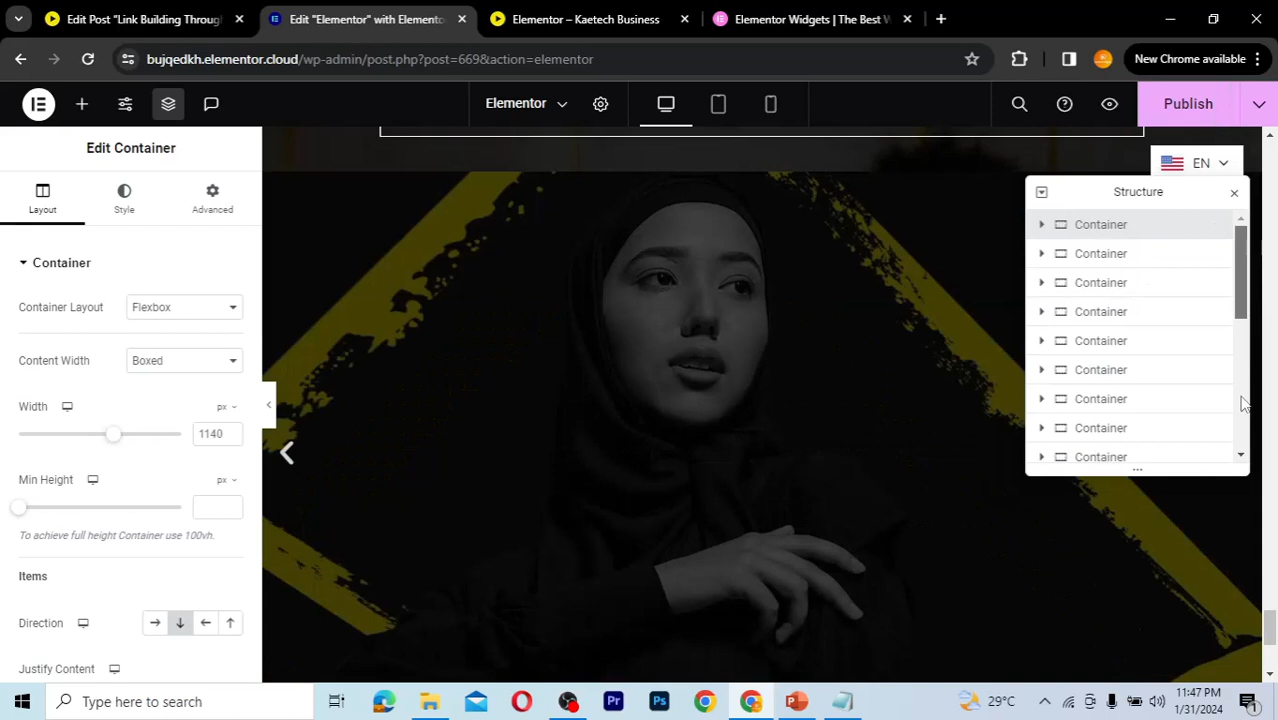 Edit Post "Link Building Throug
Edit "Elementor" with Elemento
Elementor – Kaetech Business
Elementor Widgets | The Best W
bujqedkh.elementor.cloud/wp-admin/post.php?post=669&action=elementor
New Chrome available
Elementor
Publish
Edit Container
EN
Layout
Style
Advanced
Structure
Container
Container
Container
Container
Container
Container
Container
Container
Container
Container
Container Layout
Flexbox
Content Width
Boxed
Width
px
1140
Min Height
px
To achieve full height Container use 100vh.
Items
Direction
Justify Content
Type here to search
Pr
Ps
29°C
11:47 PM
1/31/2024
1